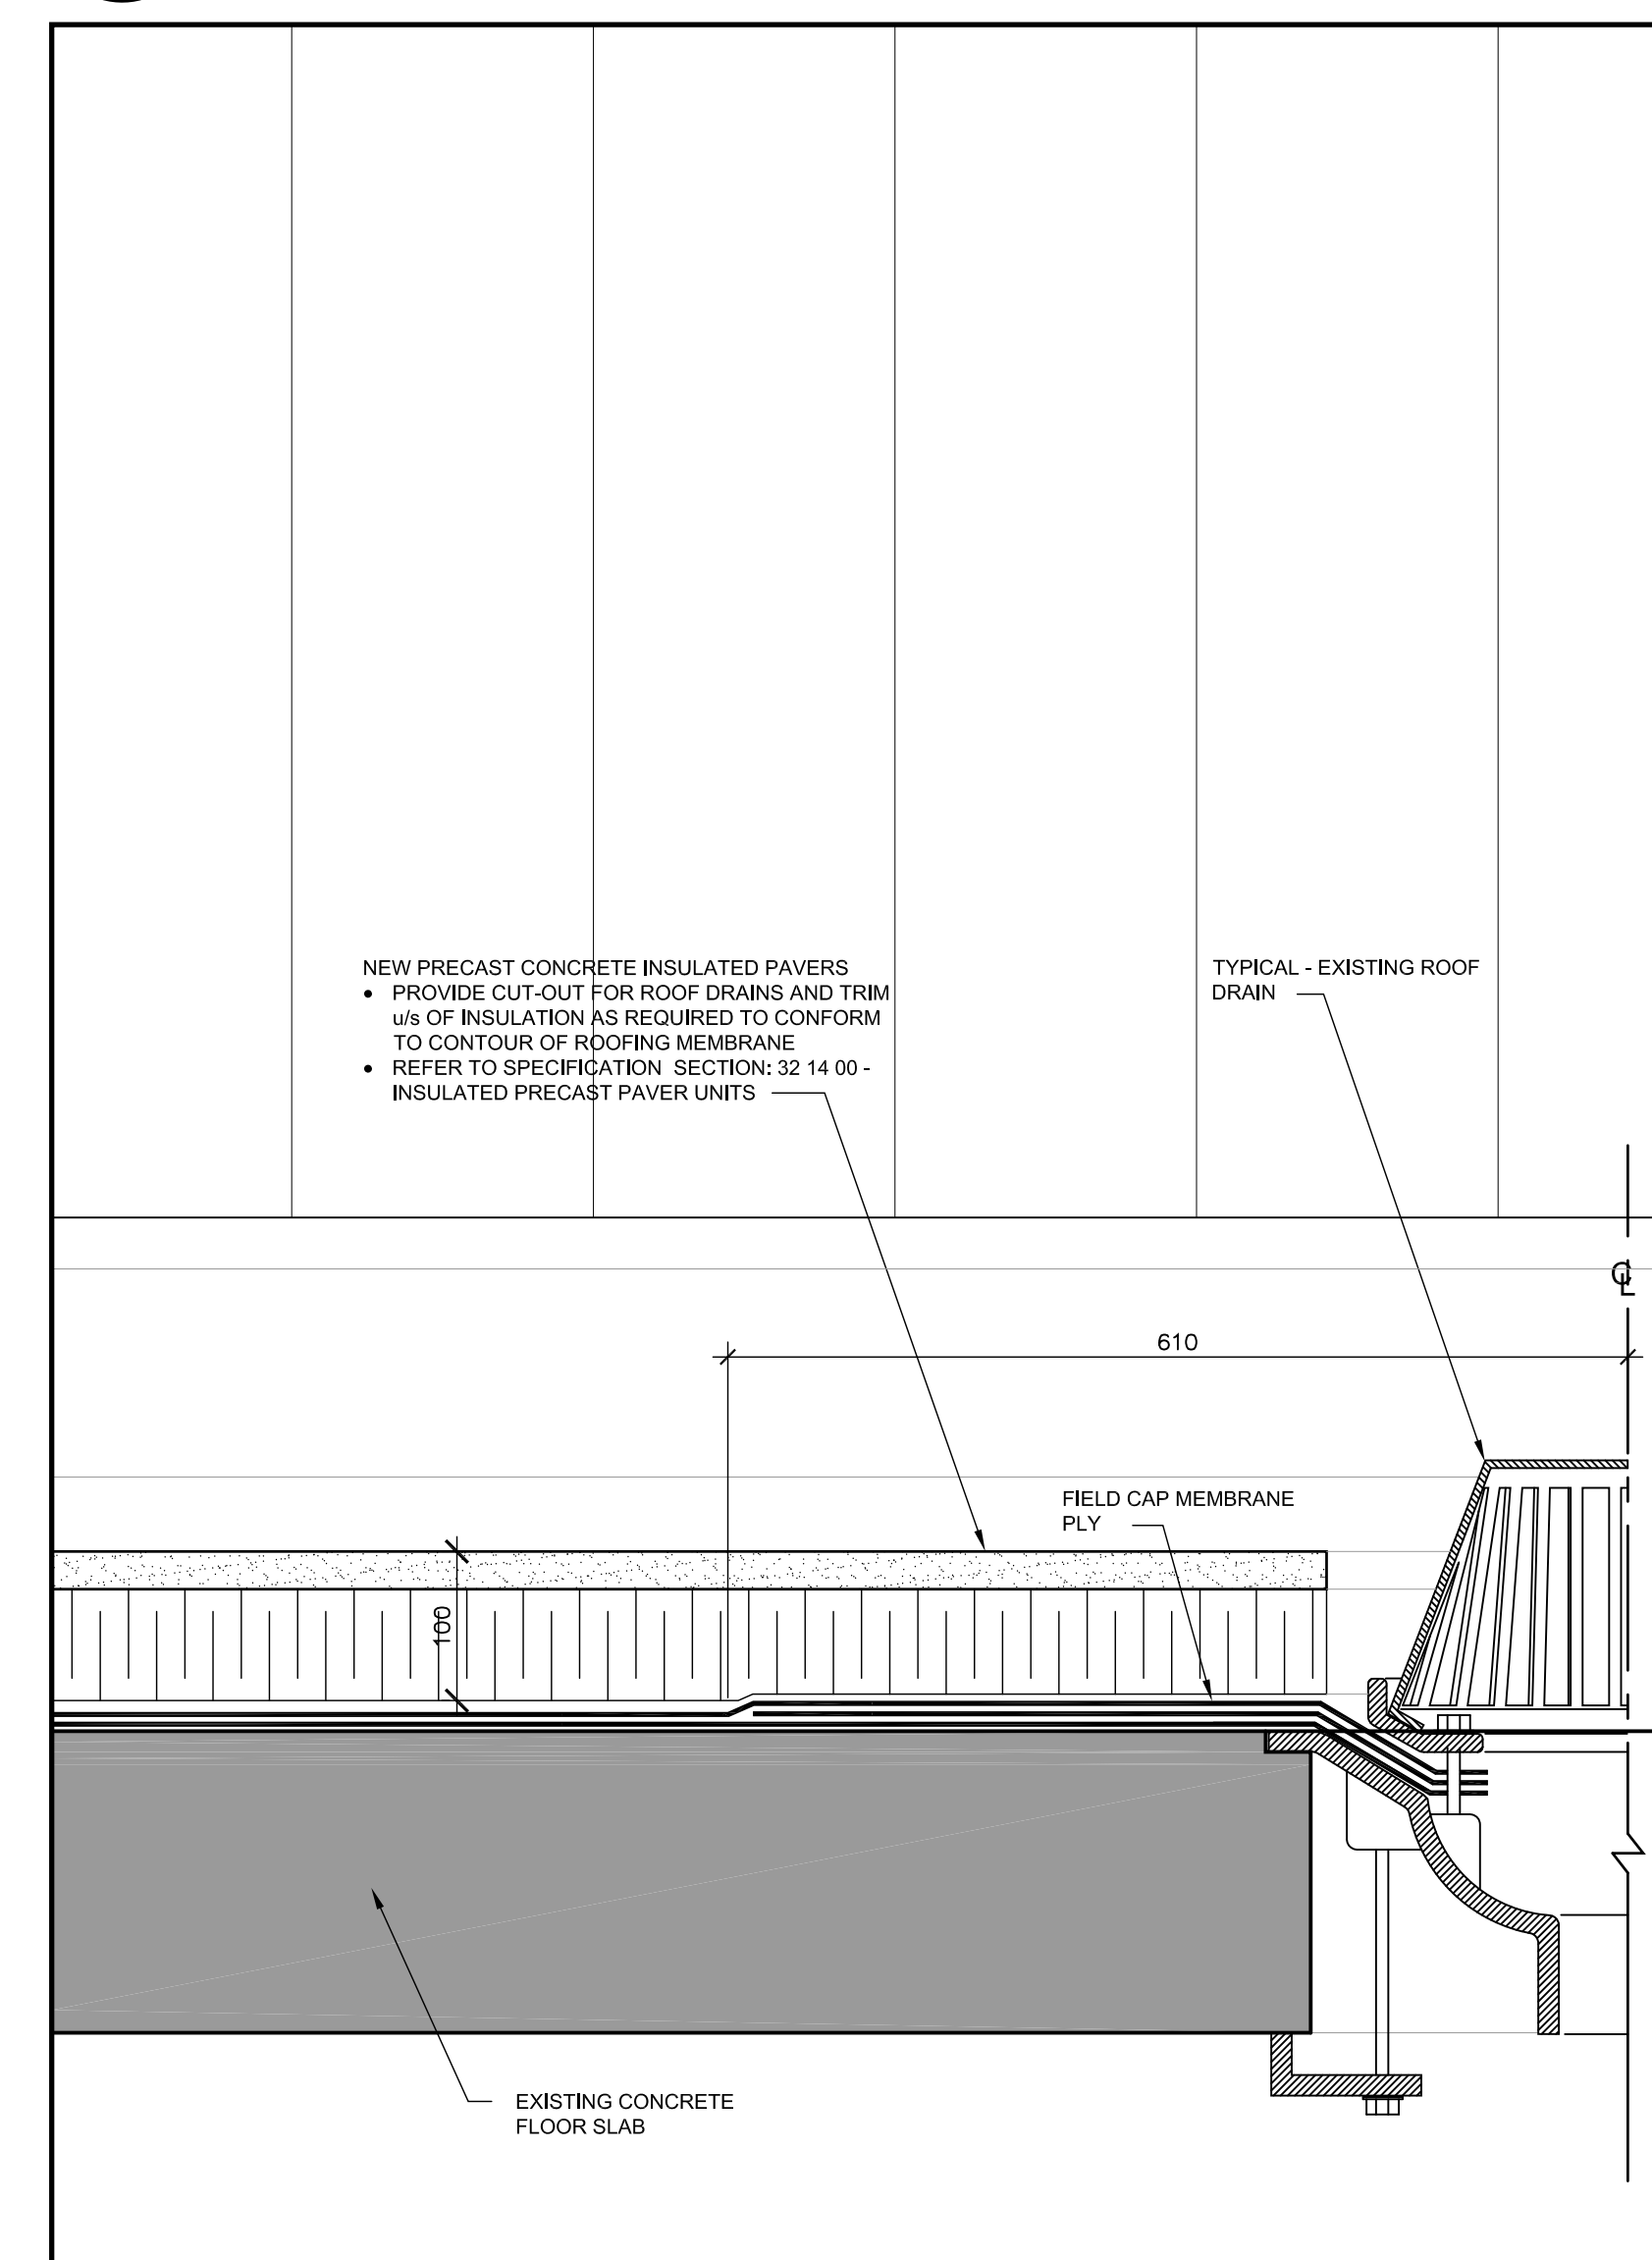 NEW PRECAST CONCRETE INSULATED PAVERS
• PROVIDE CUT-OUT FOR ROOF DRAINS AND TRIM
u/s OF INSULATION AS REQUIRED TO CONFORM
TO CONTOUR OF ROOFING MEMBRANE
• REFER TO SPECIFICATION SECTION: 32 14 00 -
INSULATED PRECAST PAVER UNITS
TYPICAL - EXISTING ROOF
DRAIN
℄
610
FIELD CAP MEMBRANE
PLY
100
EXISTING CONCRETE
FLOOR SLAB